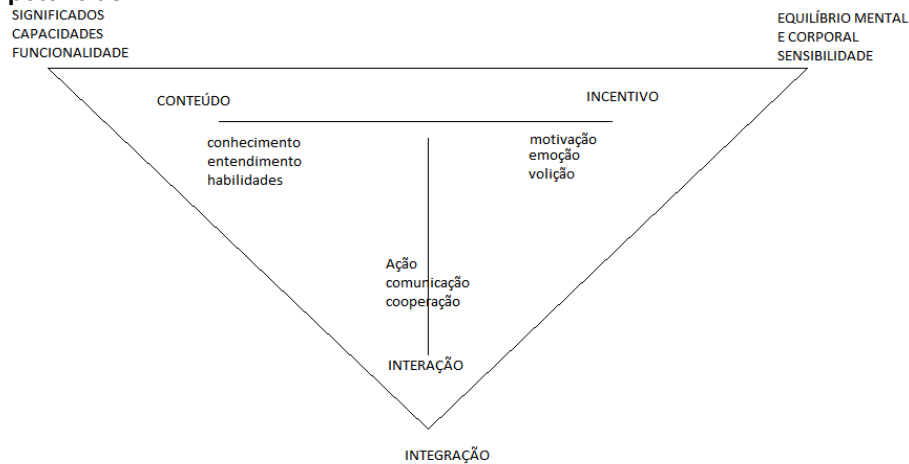 SIGNIFICADOS
CAPACIDADES
FUNCIONALIDADE
EQUILÍBRIO MENTAL
E CORPORAL
SENSIBILIDADE
CONTEÚDO
INCENTIVO
conhecimento
entendimento
habilidades
motivação
emoção
volição
Ação
comunicação
cooperação
INTERAÇÃO
INTEGRAÇÃO